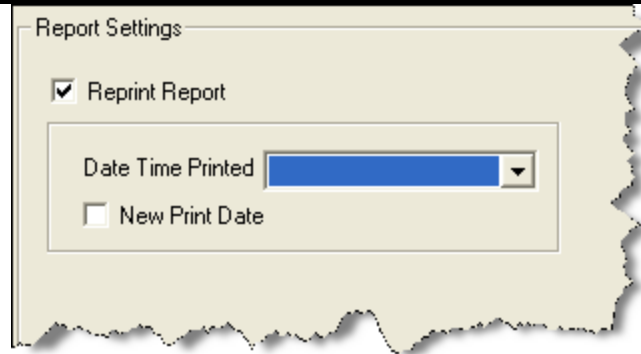 Report Settings
Reprint Report
Date Time Printed
New Print Date